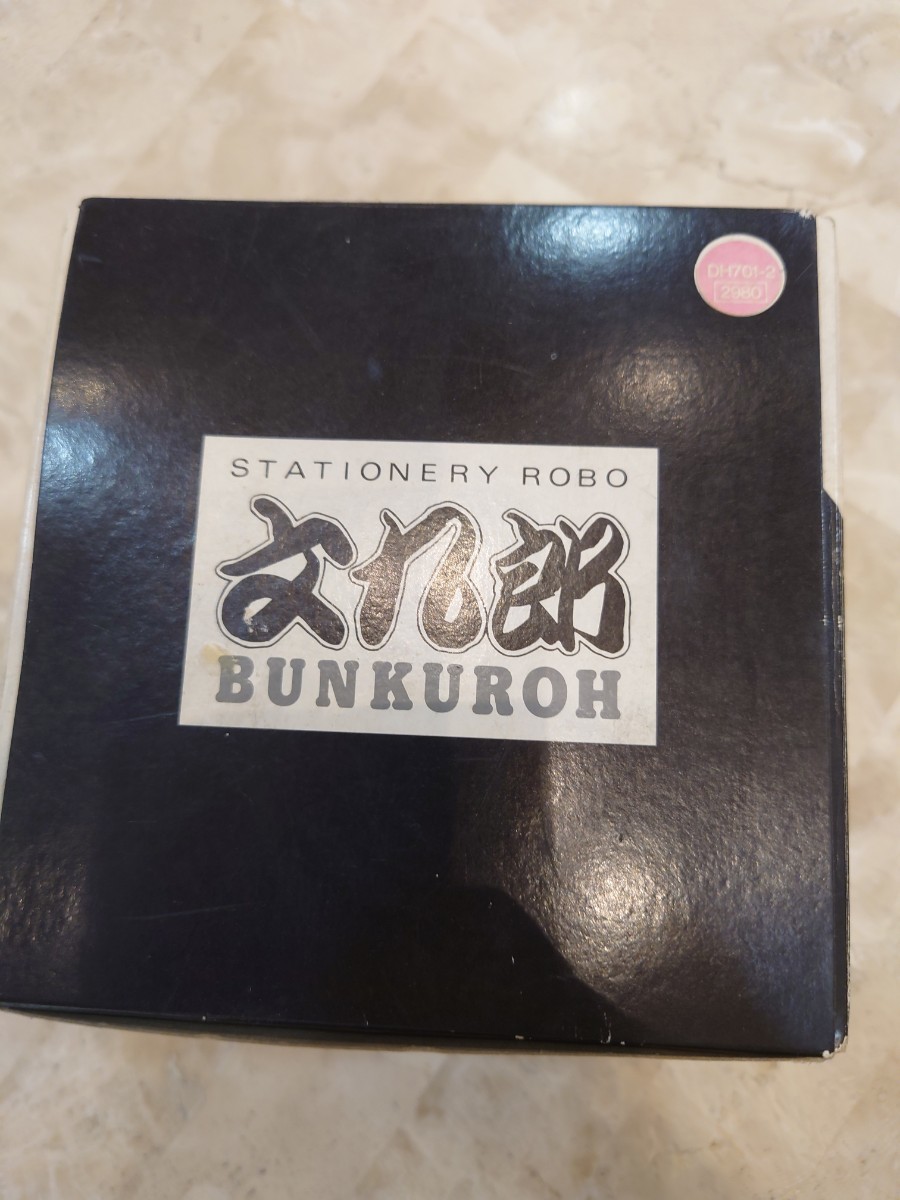 DH701-2
2980
STATIONERY ROBO
文九郎
BUNKUROH